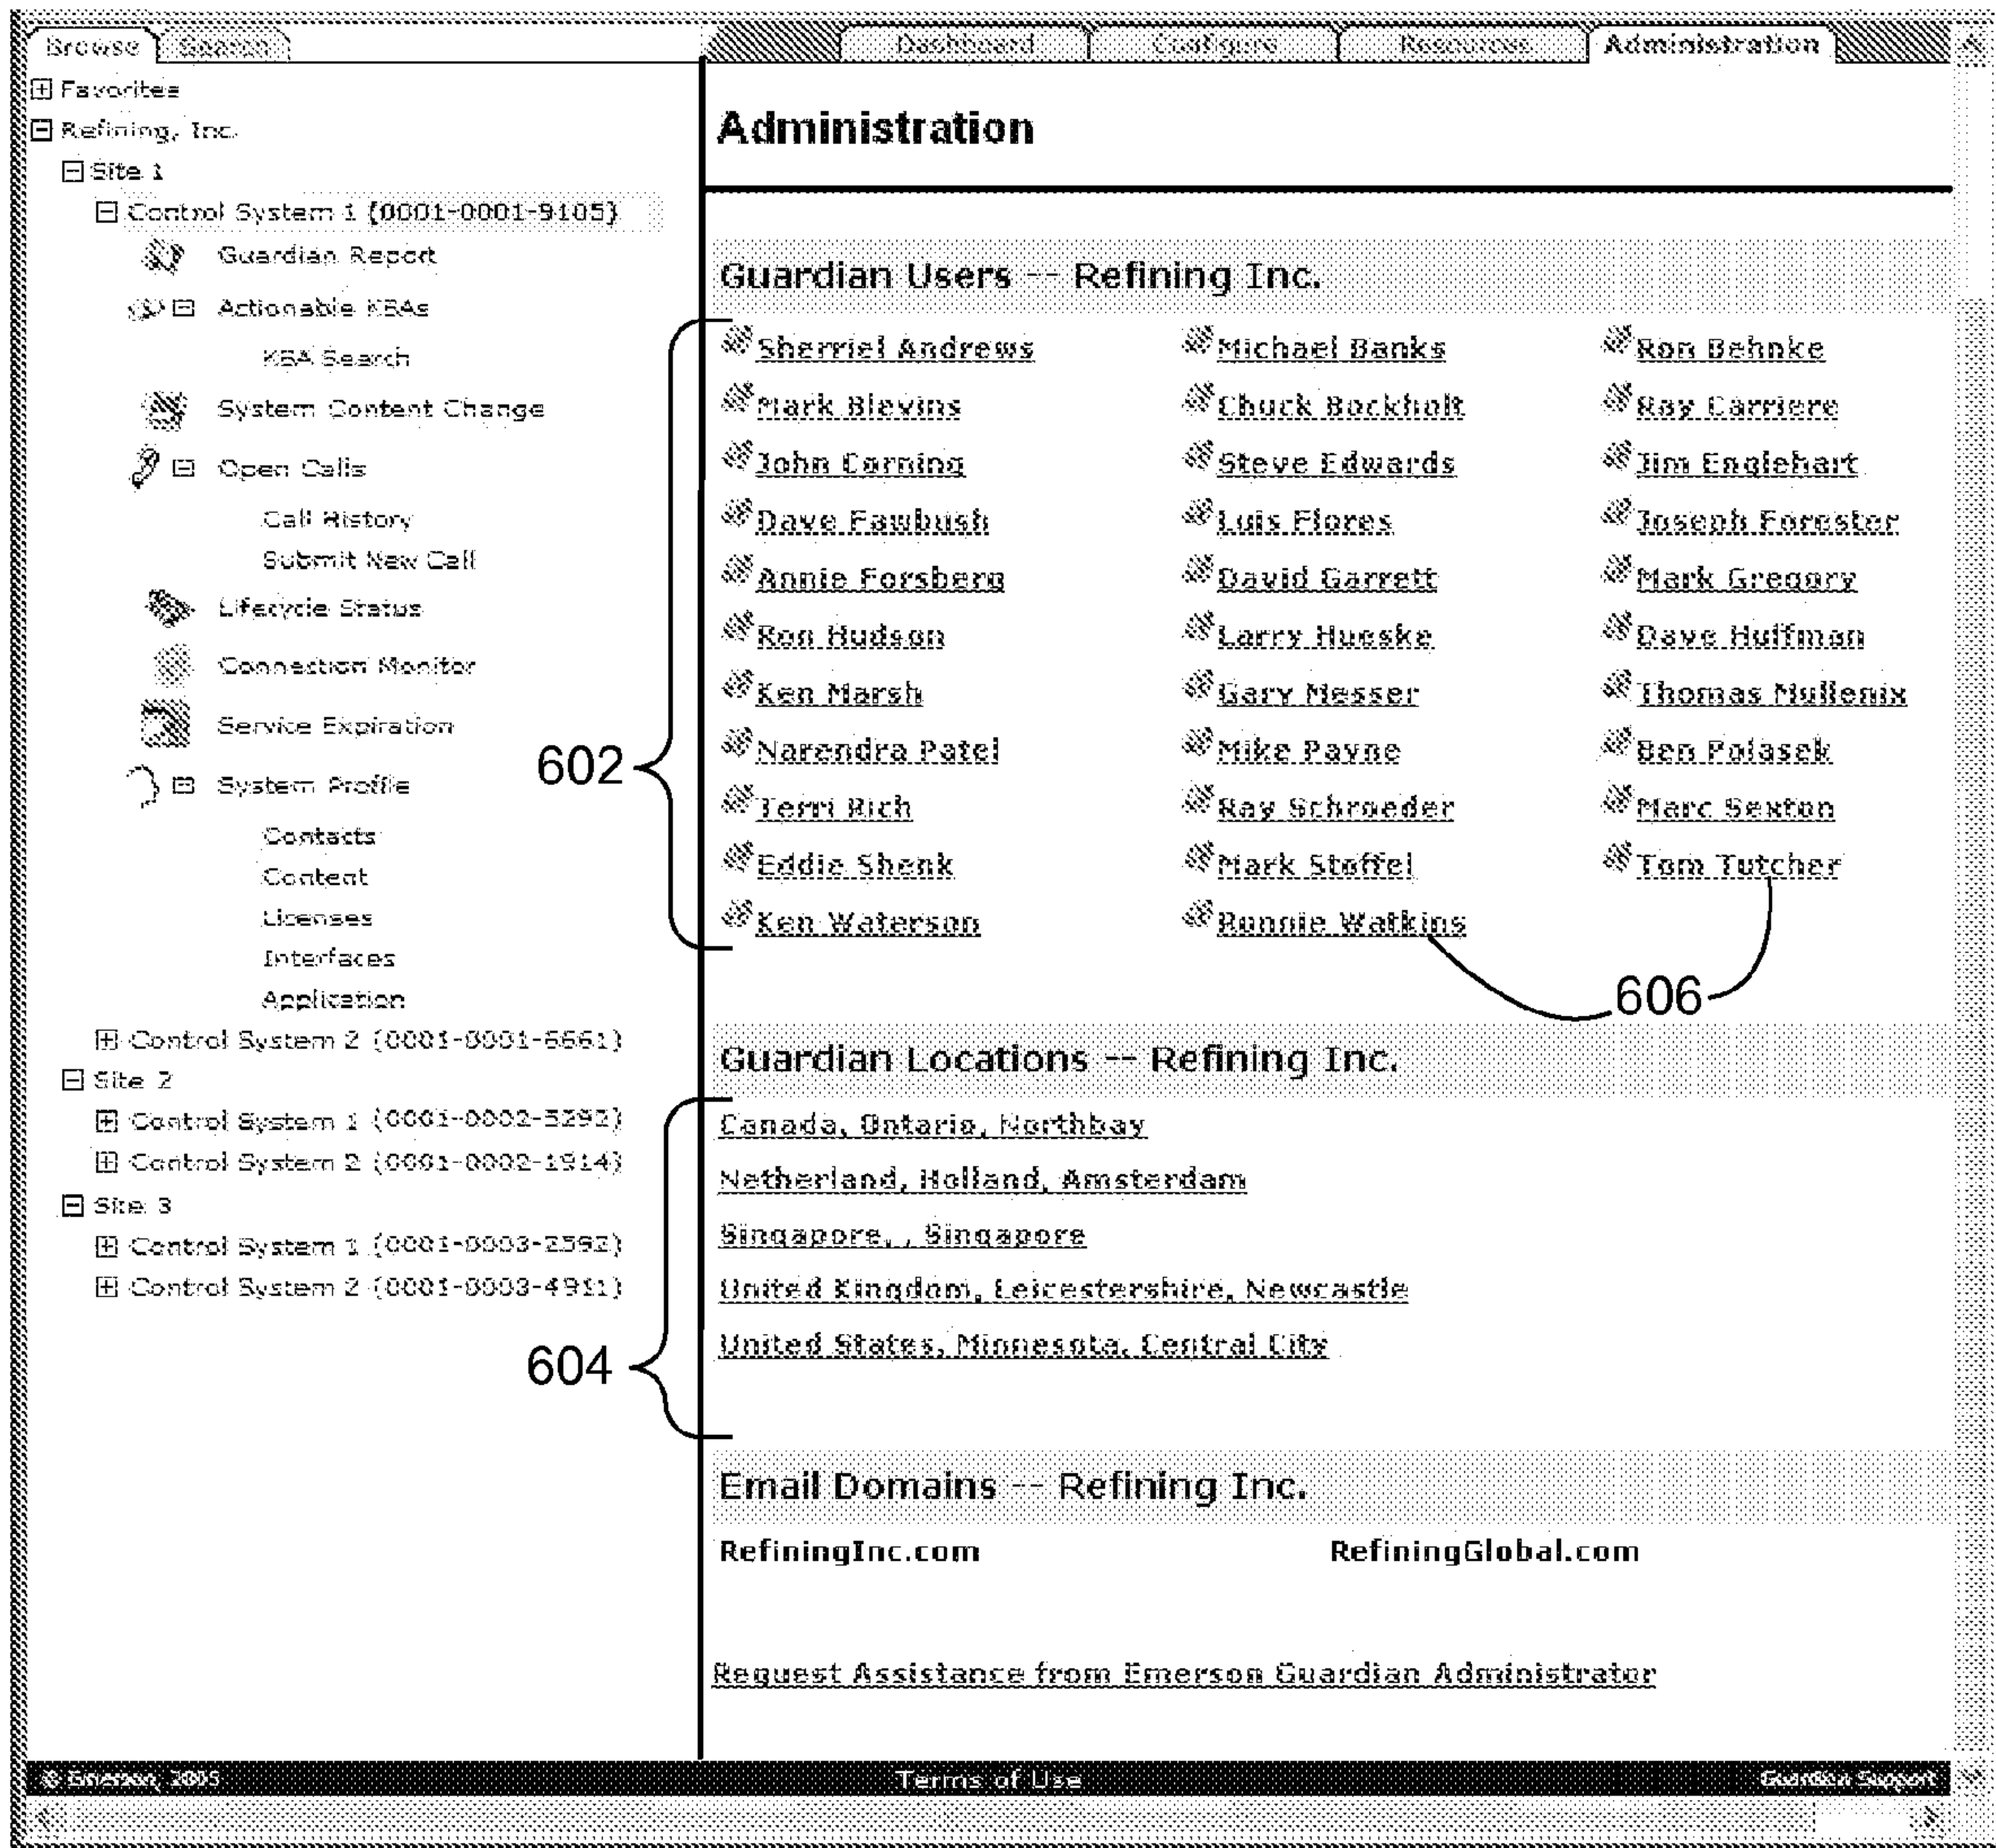 Browse Search
Favorites
Refining, Inc.
Site 1
Control System 1 (0001-0001-9105)
Guardian Report
Actionable KBAs
KBA Search
System Content Change
Open Calls
Call History
Submit New Call
Lifecycle Status
Connection Monitor
Service Expiration
System Profile
Contacts
Content
Licenses
Interfaces
Application
Control System 2 (0001-0001-6661)
Site 2
Control System 1 (0001-0002-5292)
Control System 2 (0001-0002-1914)
Site 3
Control System 1 (0001-0003-2592)
Control System 2 (0001-0003-4911)
Dashboard Configure Resources Administration
Administration
Guardian Users -- Refining Inc.
602
Sherriel Andrews Michael Banks Ron Behnke
Mark Blevins Chuck Bockholt Ray Carriere
John Corning Steve Edwards Jim Englehart
Dave Fawbush Luis Flores Joseph Forester
Annie Forsberg David Garrett Mark Gregory
Ron Hudson Larry Hueske Dave Huffman
Ken Marsh Gary Messer Thomas Mullenix
Narendra Patel Mike Payne Ben Polasek
Terri Rich Ray Schroeder Marc Sexton
Eddie Shenk Mark Stoffel Tom Tutcher
Ken Waterson Ronnie Watkins
606
Guardian Locations -- Refining Inc.
604
Canada, Ontario, Northbay
Netherland, Holland, Amsterdam
Singapore, , Singapore
United Kingdom, Leicestershire, Newcastle
United States, Minnesota, Central City
Email Domains -- Refining Inc.
RefiningInc.com RefiningGlobal.com
Request Assistance from Emerson Guardian Administrator
© Emerson, 2005 Terms of Use Guardian Support